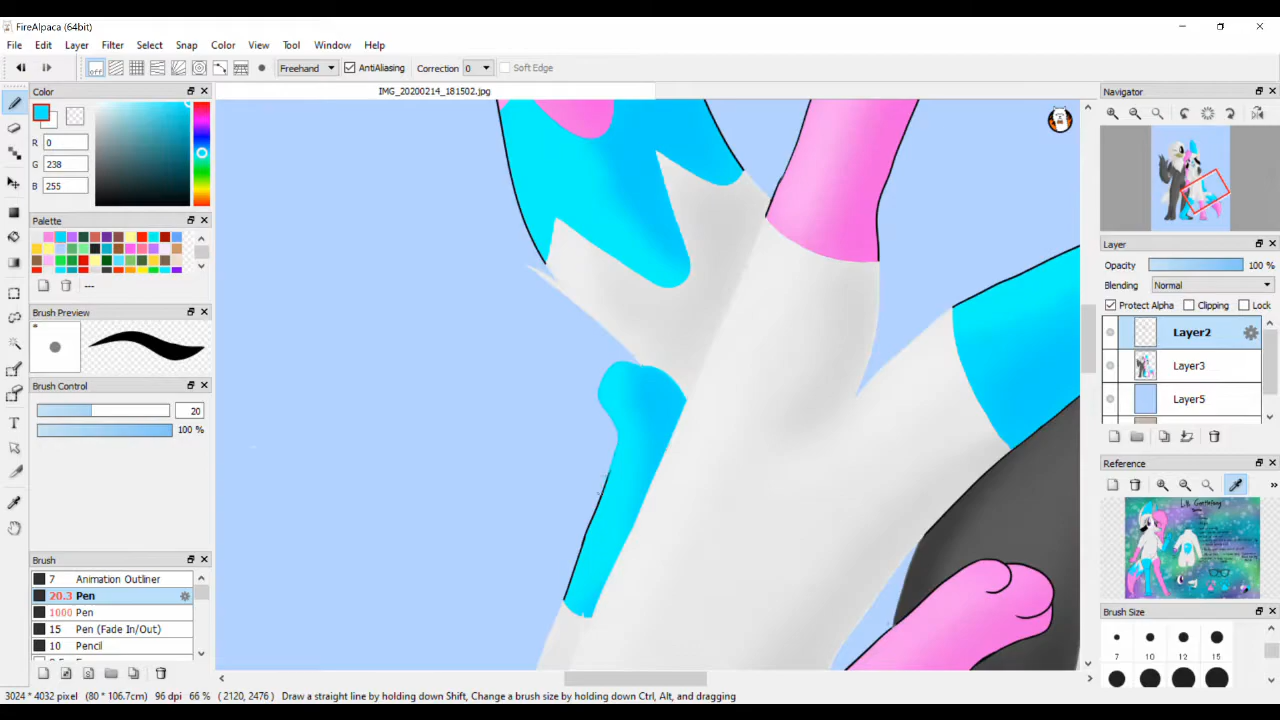 FireAlpaca (64bit)
File Edit Layer Filter Select Snap Color View Tool Window Help
off Freehand AntiAliasing Correction 0 Soft Edge
Color
IMG_20200214_181502.jpg
Navigator
R 0
G 238
B 255
Palette
---
Layer
Opacity 100 %
Blending Normal
Protect Alpha Clipping Lock
Layer2
Layer3
Layer5
Brush Preview
Brush Control
20
100 %
Reference
»
Brush
7 Animation Outliner
20.3 Pen
1000 Pen
15 Pen (Fade In/Out)
10 Pencil
Brush Size
7 10 12 15
3024 * 4032 pixel (80 * 106.7cm) 96 dpi 66 % ( 2120, 2476 ) Draw a straight line by holding down Shift, Change a brush size by holding down Ctrl, Alt, and dragging